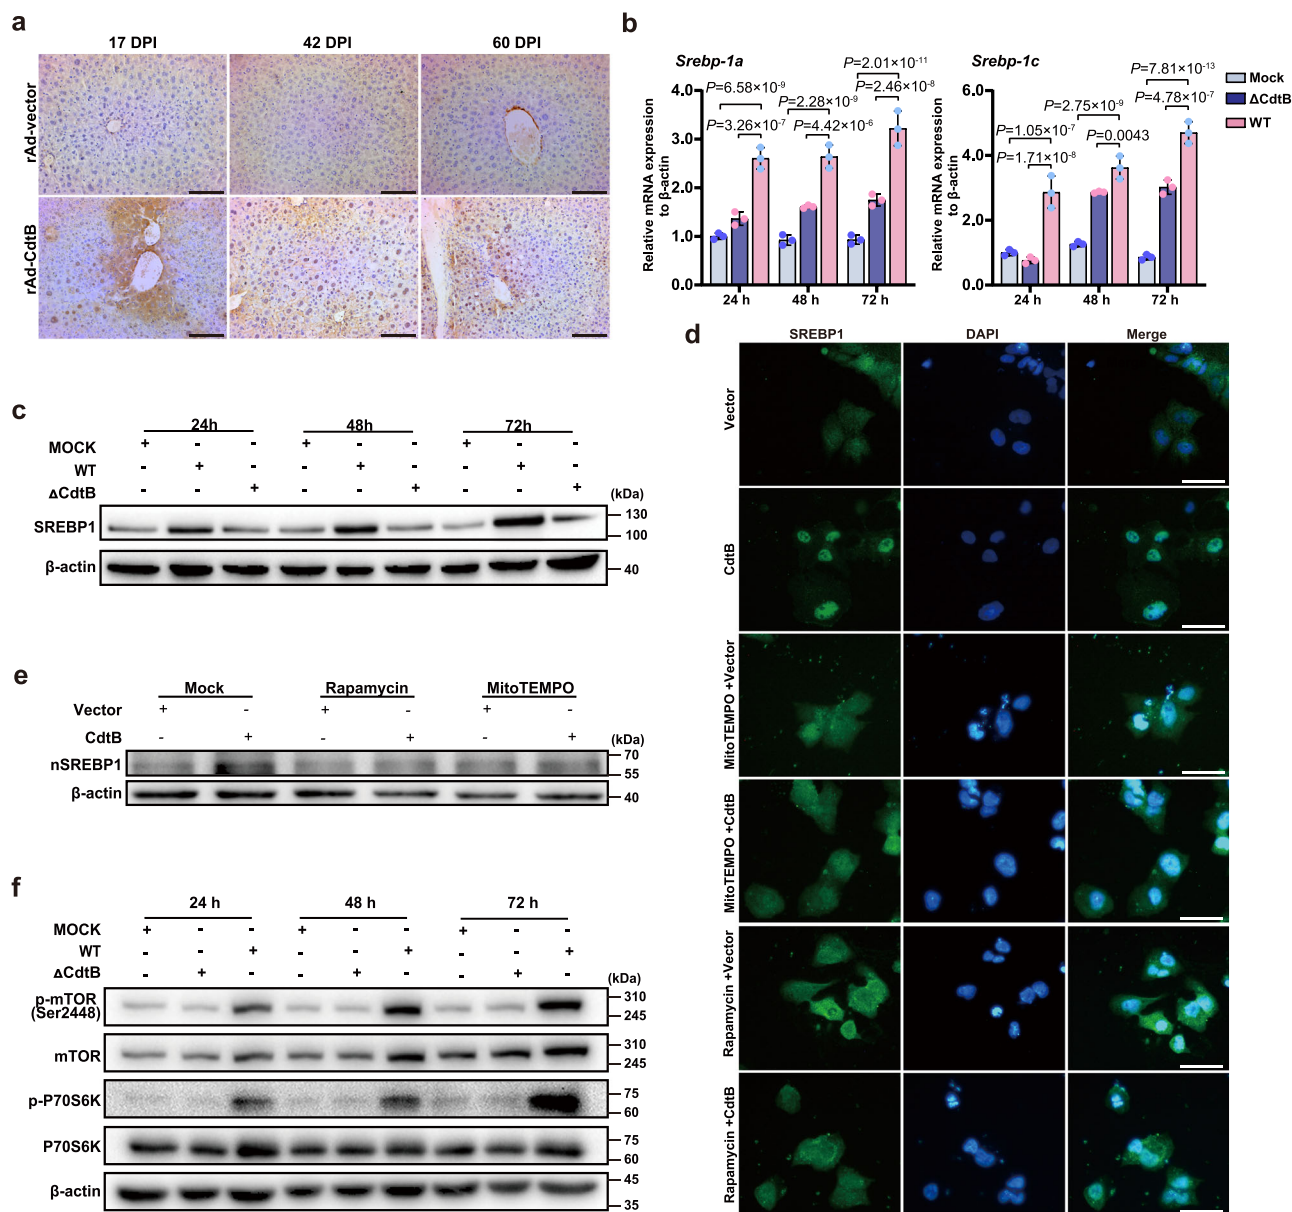 a
17 DPI 42 DPI 60 DPI
rAd-vector
rAd-CdtB
b
Srebp-1a
Relative mRNA expression
to β-actin
4.0
3.0
2.0
1.0
0.0
P=6.58×10-9
P=3.26×10-7
P=2.28×10-9
P=4.42×10-6
P=2.01×10-11
P=2.46×10-8
24 h 48 h 72 h
Srebp-1c
Relative mRNA expression
to β-actin
6.0
4.0
2.0
0.0
P=1.05×10-7
P=1.71×10-8
P=2.75×10-9
P=0.0043
P=7.81×10-13
P=4.78×10-7
24 h 48 h 72 h
Mock
ΔCdtB
WT
c
24h 48h 72h
MOCK + - - + - - + - -
WT - + - - + - - + -
ΔCdtB - - + - - + - - +
(kDa)
SREBP1
130
100
β-actin
40
d
SREBP1 DAPI Merge
Vector
CdtB
MitoTEMPO +Vector
MitoTEMPO +CdtB
Rapamycin +Vector
Rapamycin +CdtB
e
Mock Rapamycin MitoTEMPO
Vector + - + - + -
CdtB - + - + - +
(kDa)
nSREBP1
70
55
β-actin
40
f
24 h 48 h 72 h
MOCK + - - + - - + - -
WT - - + - - + - - +
ΔCdtB - + - - + - - + -
(kDa)
p-mTOR
(Ser2448)
310
245
mTOR
310
245
p-P70S6K
75
60
P70S6K
75
60
β-actin
45
35